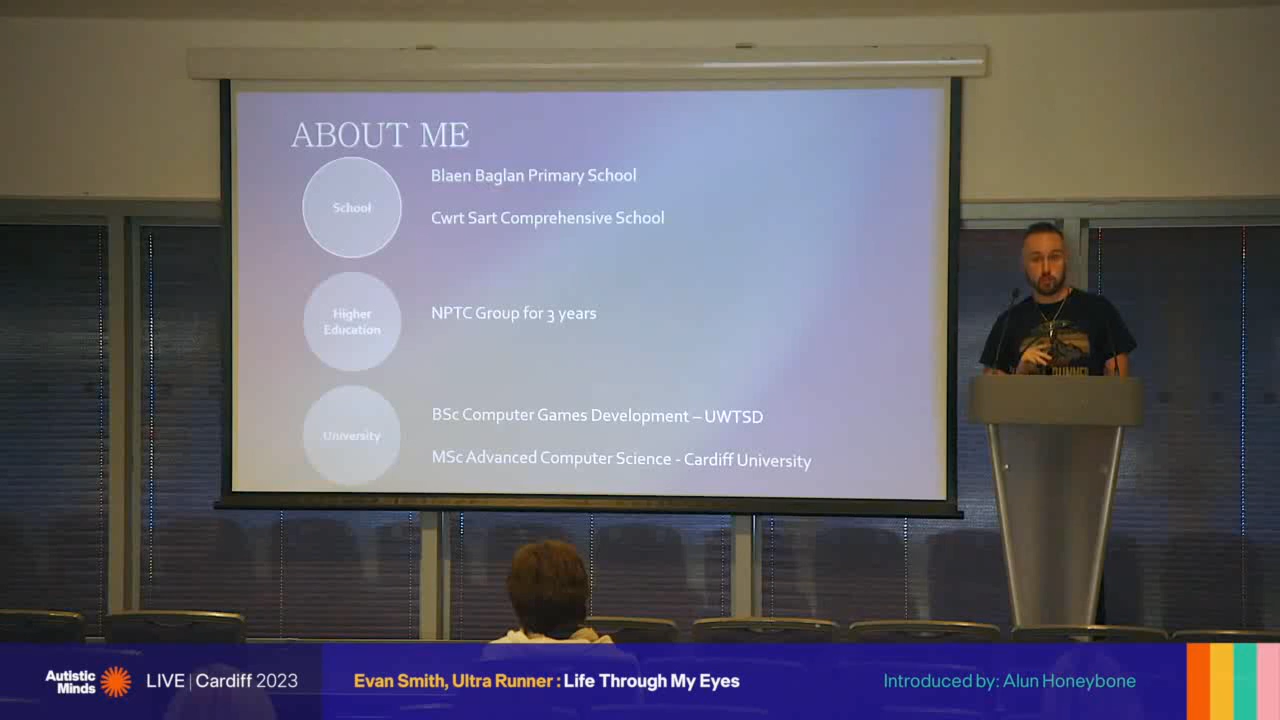 ABOUT ME
School
Blaen Baglan Primary School
Cwrt Sart Comprehensive School
Higher
Education
NPTC Group for 3 years
University
BSc Computer Games Development – UWTSD
MSc Advanced Computer Science - Cardiff University
RUNNER
Autistic
Minds
LIVE | Cardiff 2023
Evan Smith, Ultra Runner : Life Through My Eyes
Introduced by: Alun Honeybone